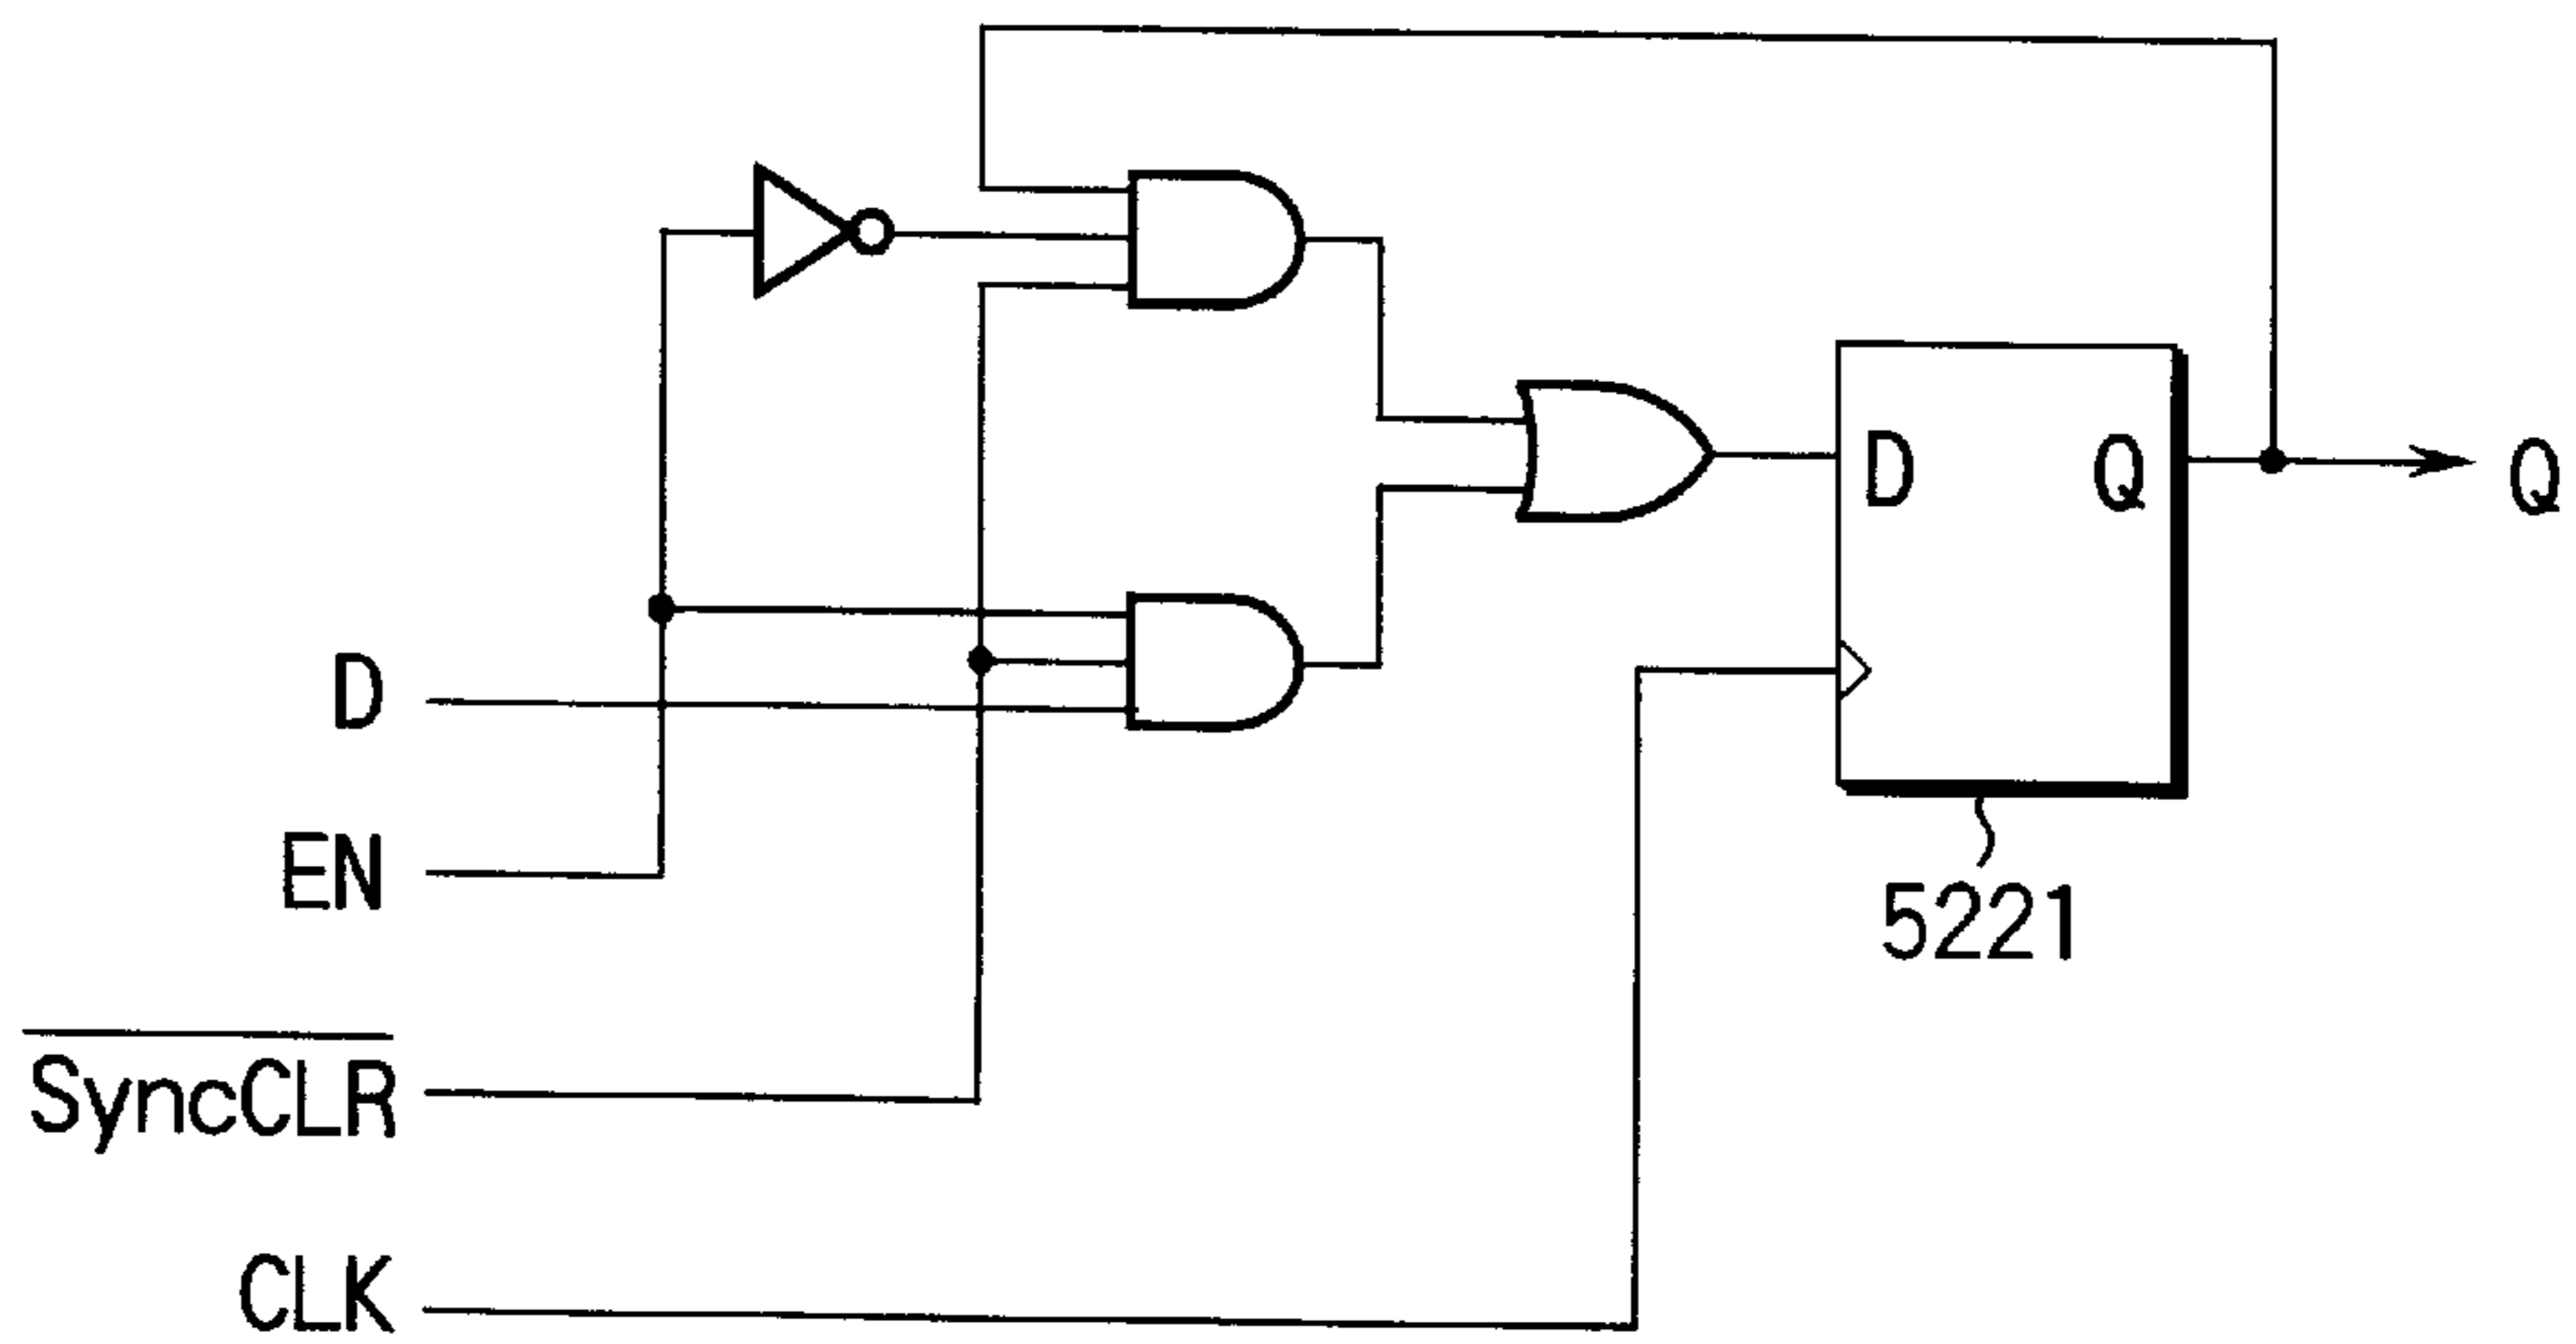 D Q Q
D
EN
5221
SyncCLR
CLK